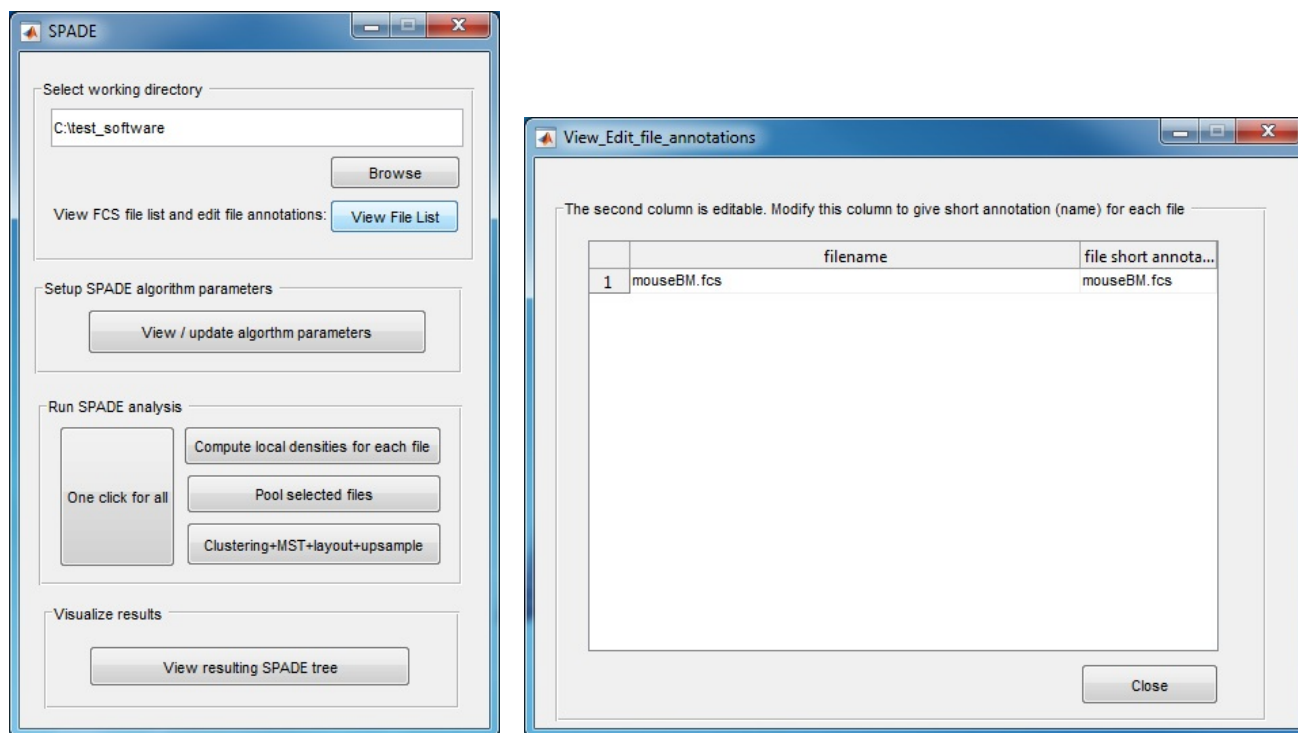 SPADE
Select working directory
C:\test_software
Browse
View FCS file list and edit file annotations:
View File List
Setup SPADE algorithm parameters
View / update algorthm parameters
Run SPADE analysis
One click for all
Compute local densities for each file
Pool selected files
Clustering+MST+layout+upsample
Visualize results
View resulting SPADE tree
View_Edit_file_annotations
The second column is editable. Modify this column to give short annotation (name) for each file
filename file short annota...
1 mouseBM.fcs mouseBM.fcs
Close